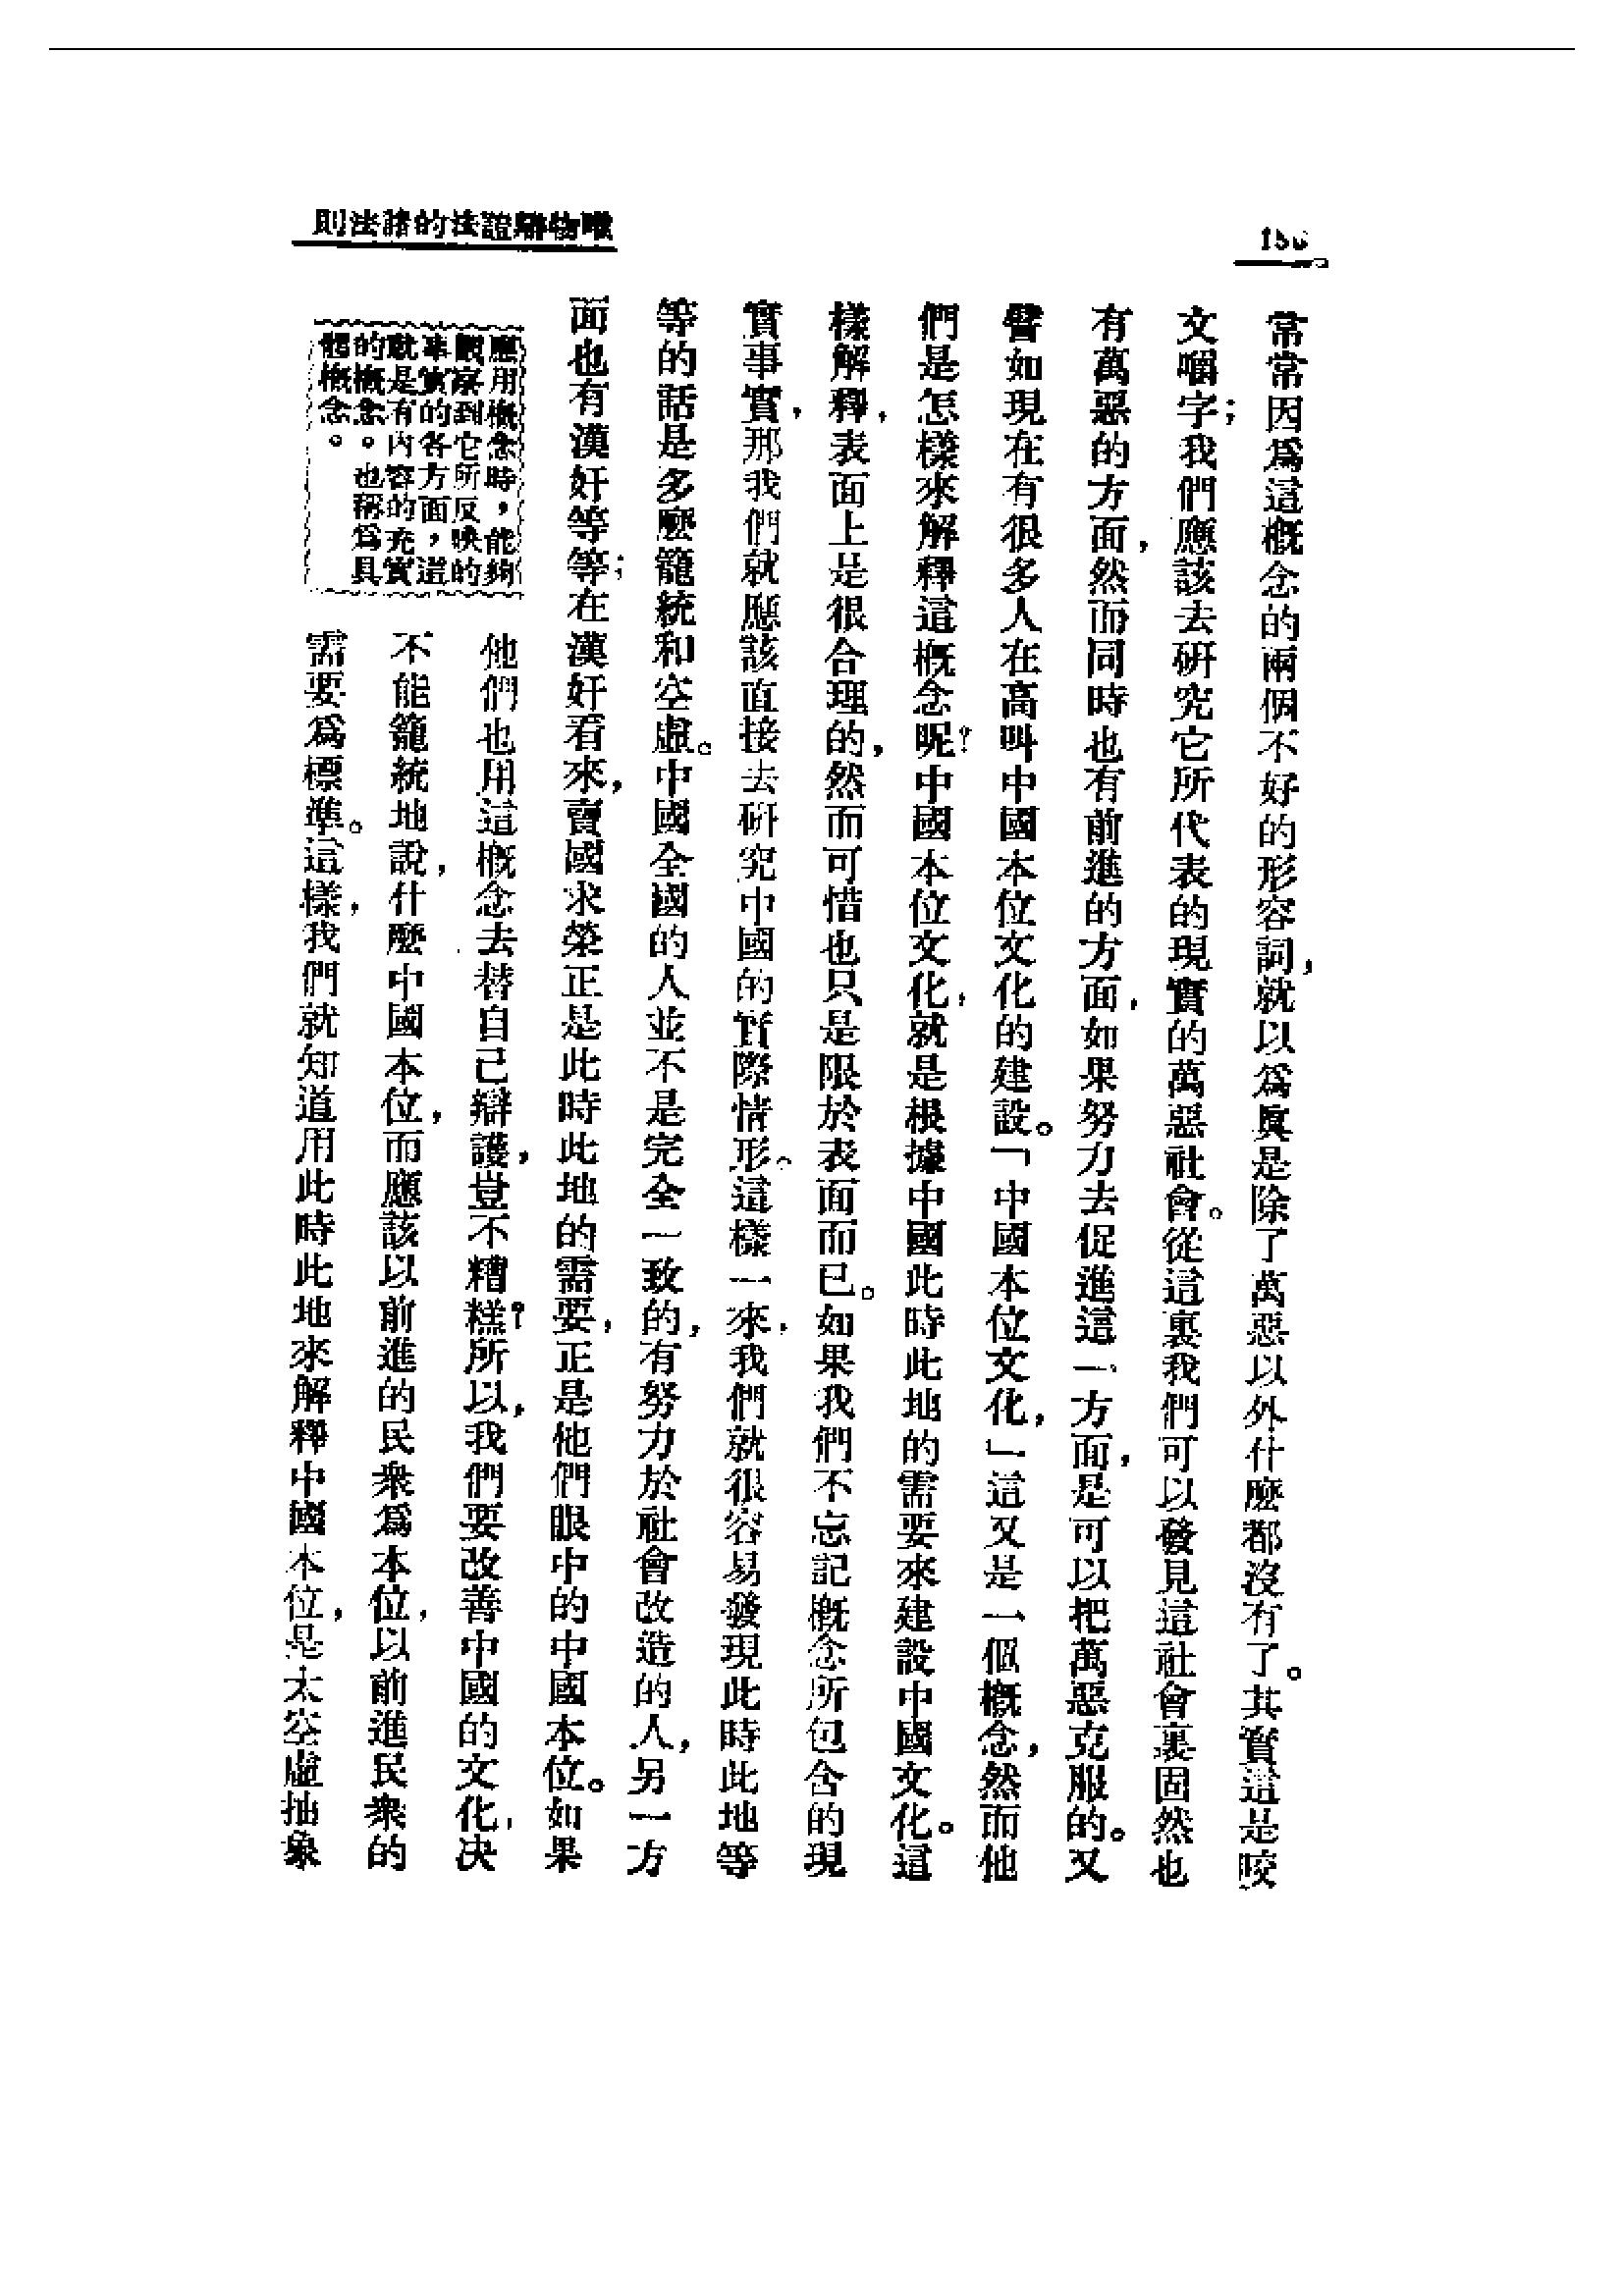 唯物辯證法的諸法則
常常因爲這概念的兩個不好的形容詞，就以爲眞是除了萬惡以外什麼都沒有了。其實這是咬
文嚼字；我們應該去硏究它所代表的現實的萬惡社會。從這裏我們可以發見這社會裏固然也
有萬惡的方面，然而同時也有前進的方面，如果努力去促進這一方面，是可以把萬惡克服的。又
譬如現在有很多人在高叫中國本位文化的建設。「中國本位文化，」這又是一個概念，然而他
們是怎樣來解釋這概念呢？中國本位文化，就是根據中國此時此地的需要來建設中國文化。這
樣解釋，表面上是很合理的，然而可惜也只是限於表面而已。如果我們不忘記概念所包含的現
實事實，那我們就應該直接去硏究中國的實際情形。這樣一來，我們就很容易發現此時此地等
等的話是多麼籠統和空虛。中國全國的人並不是完全一致的，有努力於社會改造的人，另一方
面也有漢奸等等；在漢奸看來，賣國求榮正是此時此地的需要，正是他們眼中的中國本位。如果
他們也用這概念去替自己辯護，豈不糟糕？所以，我們要改善中國的文化，决
不能籠統地說，什麼中國本位，而應該以前進的民衆爲本位，以前進民衆的
需要爲標準。這樣，我們就知道用此時此地來解釋中國本位，是太空虛抽象
應用概念時，能夠
觀察到它所反映的
事實的各方面，這
就是有內容的充實
的概念。也稱爲具
體概念。